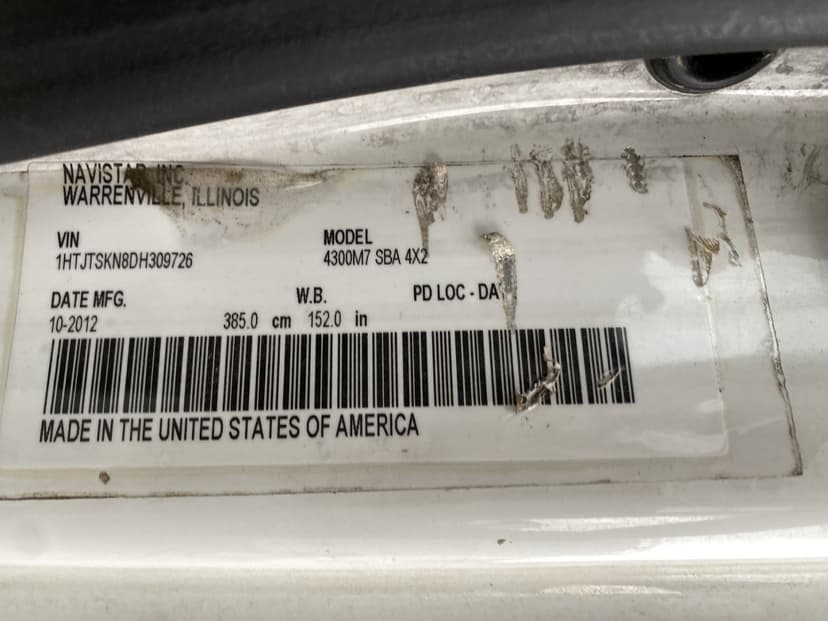 NAVISTAR, INC.
WARRENVILLE, ILLINOIS
VIN MODEL
1HTJTSKN8DH309726 4300M7 SBA 4X2
DATE MFG. W.B. PD LOC - DA
10-2012 385.0 cm 152.0 in
MADE IN THE UNITED STATES OF AMERICA